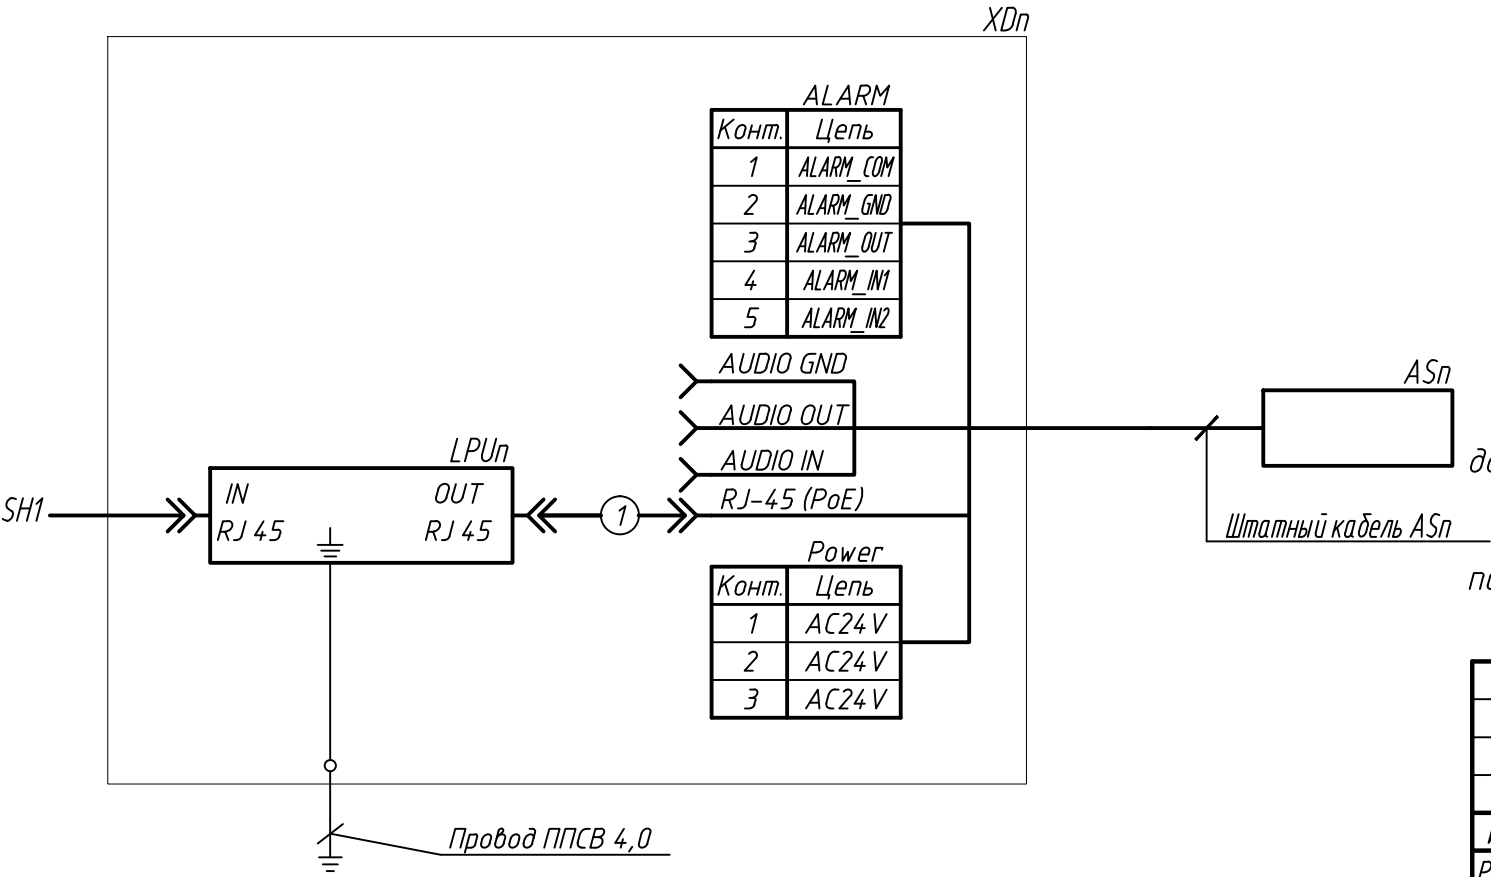 XDn
ALARM
Конт. Цепь
1 ALARM_COM
2 ALARM_GND
3 ALARM_OUT
4 ALARM_IN1
5 ALARM_IN2
AUDIO GND
AUDIO OUT
AUDIO IN
RJ-45 (PoE)
ASn
LPUn
IN OUT
RJ 45 RJ 45
SH1
1
Штатный кабель ASn
Power
Конт. Цепь
1 AC24V
2 AC24V
3 AC24V
Провод ППСВ 4,0